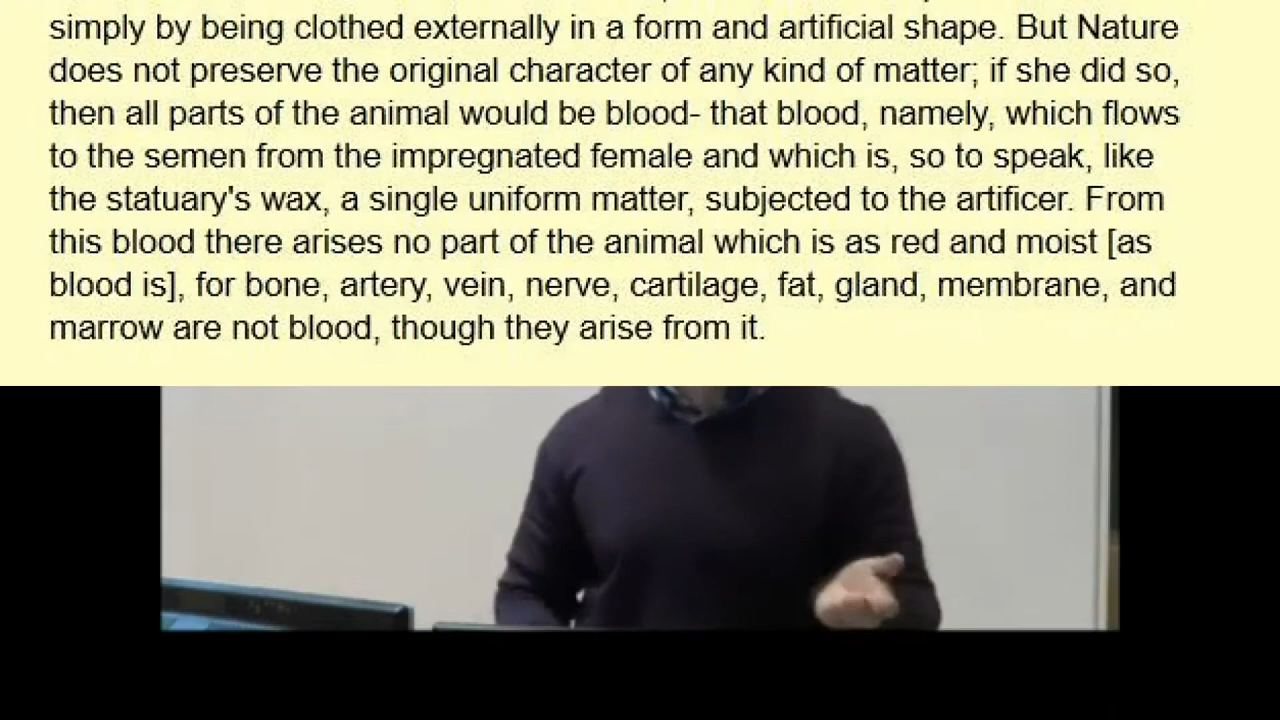 simply by being clothed externally in a form and artificial shape. But Nature
does not preserve the original character of any kind of matter; if she did so,
then all parts of the animal would be blood- that blood, namely, which flows
to the semen from the impregnated female and which is, so to speak, like
the statuary's wax, a single uniform matter, subjected to the artificer. From
this blood there arises no part of the animal which is as red and moist [as
blood is], for bone, artery, vein, nerve, cartilage, fat, gland, membrane, and
marrow are not blood, though they arise from it.